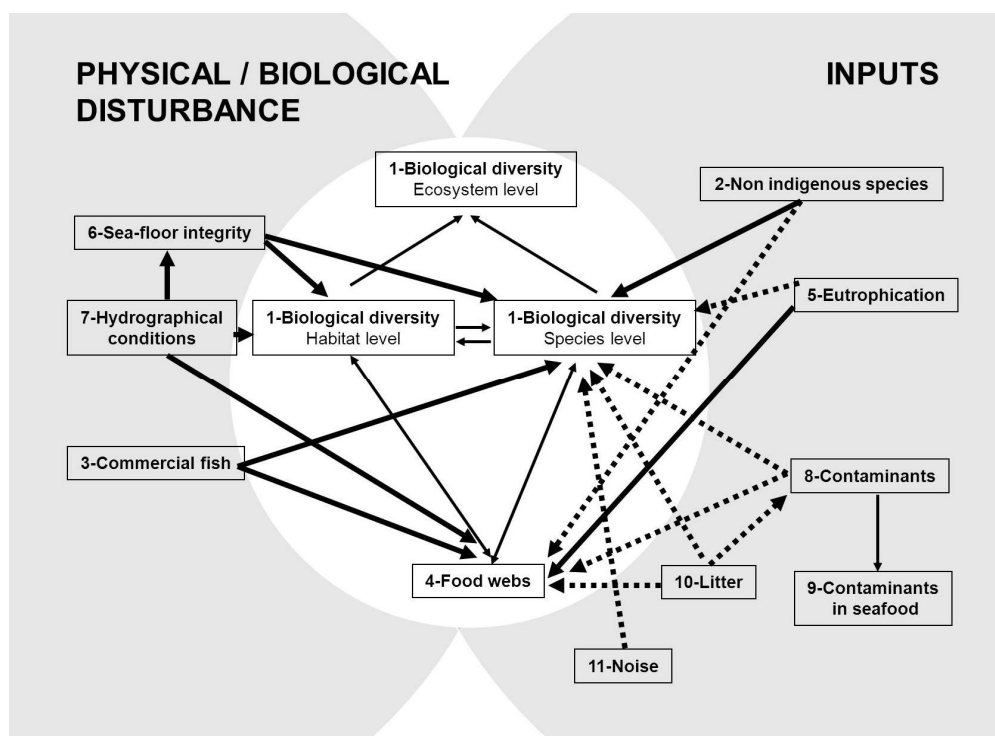 PHYSICAL / BIOLOGICAL
DISTURBANCE
INPUTS
1-Biological diversity
Ecosystem level
2-Non indigenous species
6-Sea-floor integrity
5-Eutrophication
7-Hydrographical
conditions
1-Biological diversity
Habitat level
1-Biological diversity
Species level
3-Commercial fish
8-Contaminants
4-Food webs
10-Litter
9-Contaminants
in seafood
11-Noise